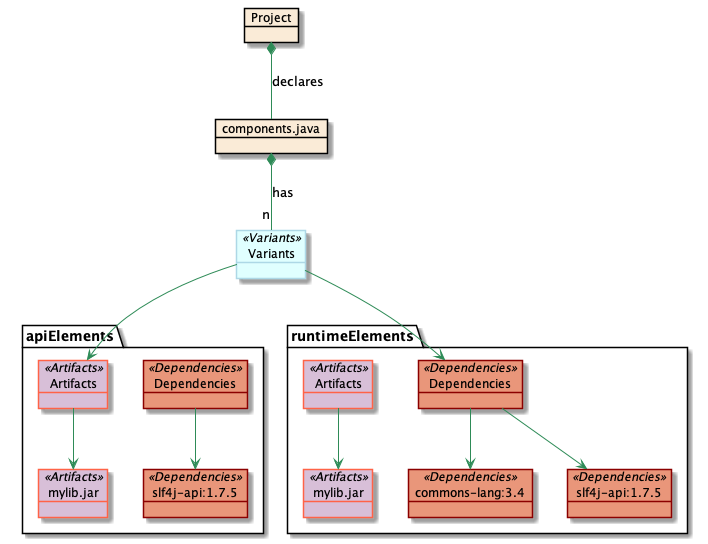 Project
declares
components.java
has
n
«Variants»
Variants
apiElements
runtimeElements
«Artifacts»
Artifacts
«Dependencies»
Dependencies
«Artifacts»
Artifacts
«Dependencies»
Dependencies
«Artifacts»
mylib.jar
«Dependencies»
slf4j-api:1.7.5
«Artifacts»
mylib.jar
«Dependencies»
commons-lang:3.4
«Dependencies»
slf4j-api:1.7.5